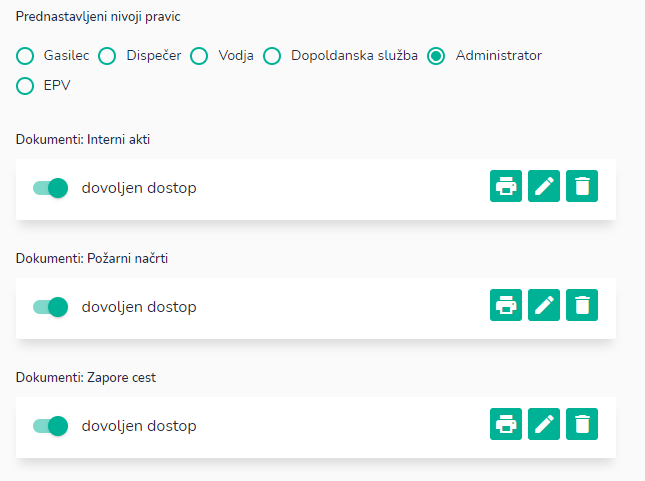 Prednastavljeni nivoji pravic
Gasilec Dispečer Vodja Dopoldanska služba Administrator
EPV
Dokumenti: Interni akti
dovoljen dostop
Dokumenti: Požarni načrti
dovoljen dostop
Dokumenti: Zapore cest
dovoljen dostop